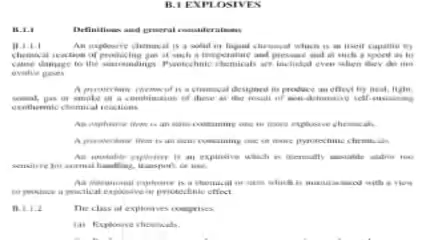 B.1 EXPLOSIVES
B.1.1 Definitions and general considerations
B.1.1.1 An explosive chemical is a solid or liquid chemical which is in itself capable by
chemical reaction of producing gas at such a temperature and pressure and at such a speed as to
cause damage to the surroundings. Pyrotechnic chemicals are included even when they do not
evolve gases.
A pyrotechnic chemical is a chemical designed to produce an effect by heat, light,
sound, gas or smoke or a combination of these as the result of non-detonative self-sustaining
exothermic chemical reactions.
An explosive item is an item containing one or more explosive chemicals.
A pyrotechnic item is an item containing one or more pyrotechnic chemicals.
An unstable explosive is an explosive which is thermally unstable and/or too
sensitive for normal handling, transport, or use.
An intentional explosive is a chemical or item which is manufactured with a view
to produce a practical explosive or pyrotechnic effect.
B.1.1.2 The class of explosives comprises:
(a) Explosive chemicals;